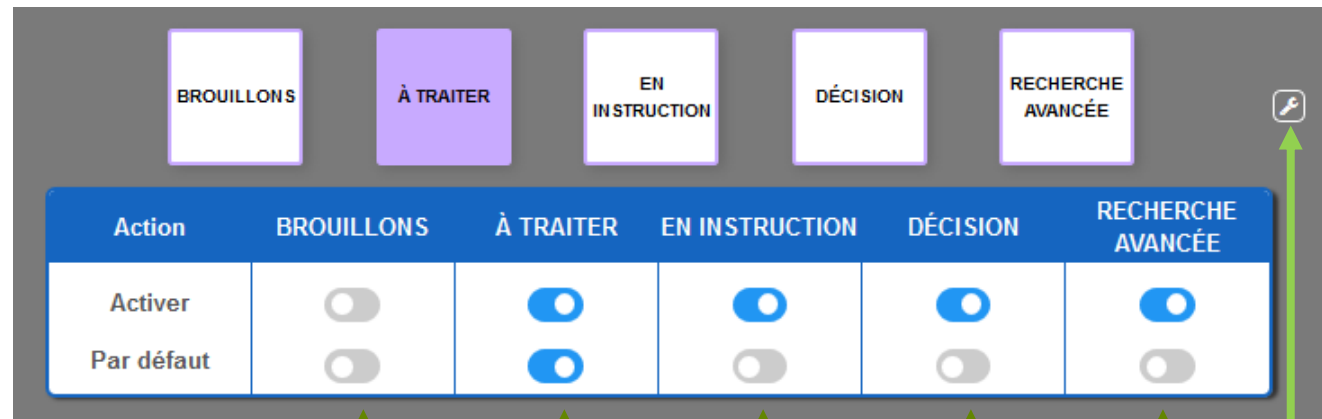 BROUILLONS
À TRAITER
EN
INSTRUCTION
DÉCISION
RECHERCHE
AVANCÉE
Action BROUILLONS À TRAITER EN INSTRUCTION DÉCISION RECHERCHE
AVANCÉE
Activer
Par défaut